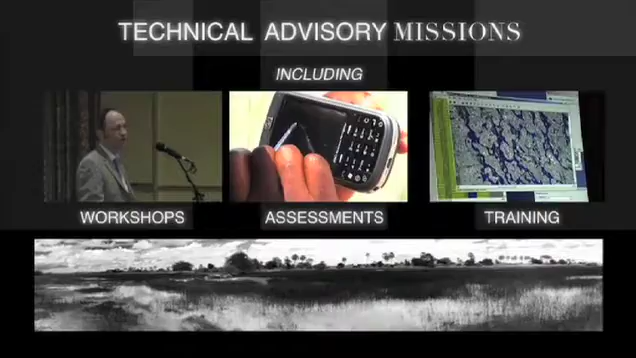 TECHNICAL ADVISORY MISSIONS
INCLUDING
WORKSHOPS ASSESSMENTS TRAINING